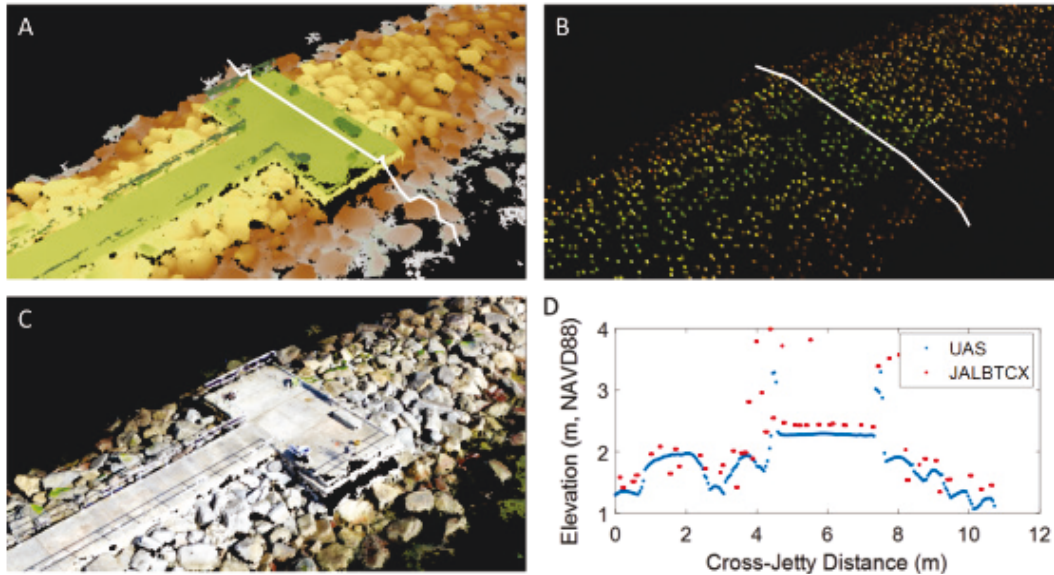 A
B
C
D
Elevation (m, NAVD88)
4
3
2
1
UAS
JALBTCX
0
2
4
6
8
10
12
Cross-Jetty Distance (m)